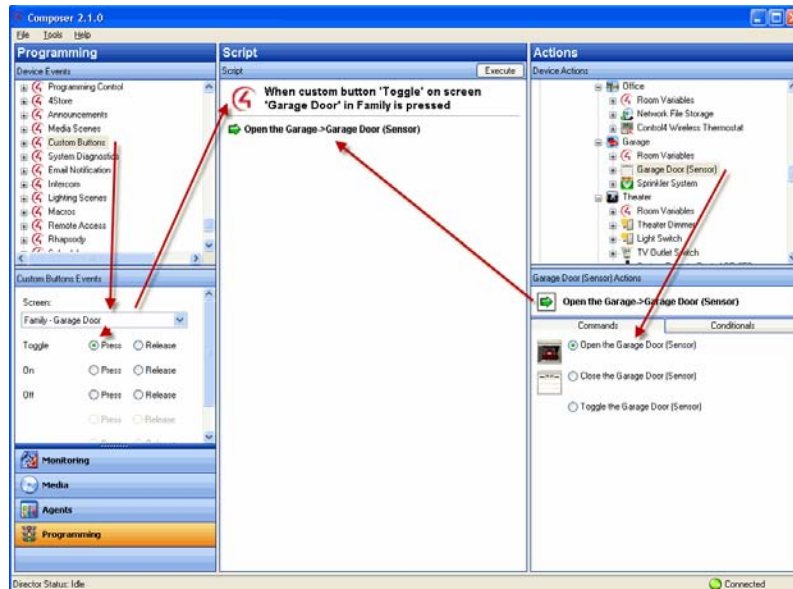 Composer 2.1.0
File Tools Help
Programming
Device Events
Programming Control
4Store
Announcements
Media Scenes
Custom Buttons
System Diagnostics
Email Notification
Intercom
Lighting Scenes
Macros
Remote Access
Rhapsody
Custom Buttons Events
Screen:
Family - Garage Door
Toggle Press Release
On Press Release
Off Press Release
Press Release
Monitoring
Media
Agents
Programming
Script
Script Execute
When custom button 'Toggle' on screen
'Garage Door' in Family is pressed
Open the Garage->Garage Door (Sensor)
Actions
Device Actions
Office
Room Variables
Network File Storage
Control4 Wireless Thermostat
Garage
Room Variables
Garage Door (Sensor)
Sprinkler System
Theater
Room Variables
Theater Dimmer
Light Switch
TV Outlet Switch
Garage Door (Sensor) Actions
Open the Garage->Garage Door (Sensor)
Commands Conditionals
Open the Garage Door (Sensor)
Close the Garage Door (Sensor)
Toggle the Garage Door (Sensor)
Director Status: Idle
Connected